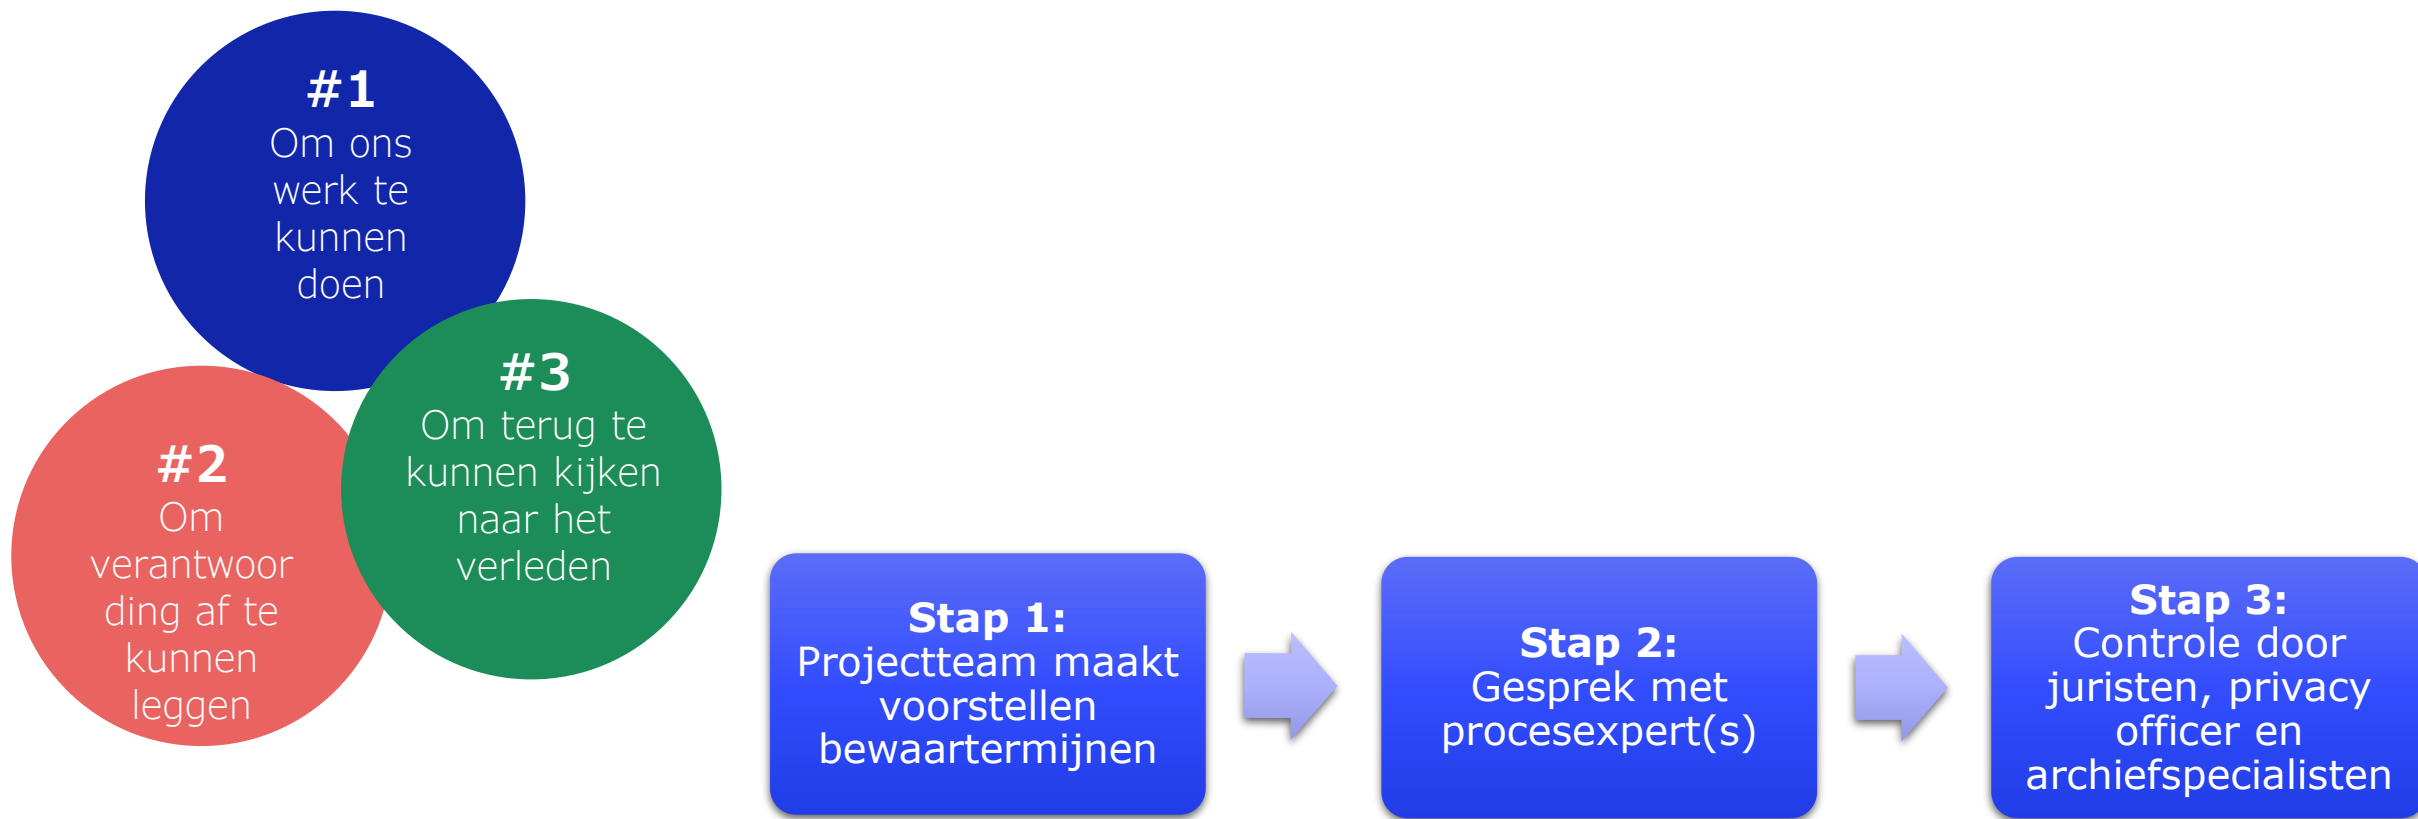 #1
Om ons
werk te
kunnen
doen
#2
Om
verantwoor
ding af te
kunnen
leggen
#3
Om terug te
kunnen kijken
naar het
verleden
Stap 1:
Projectteam maakt
voorstellen
bewaartermijnen
Stap 2:
Gesprek met
procesexpert(s)
Stap 3:
Controle door
juristen, privacy
officer en
archiefspecialisten